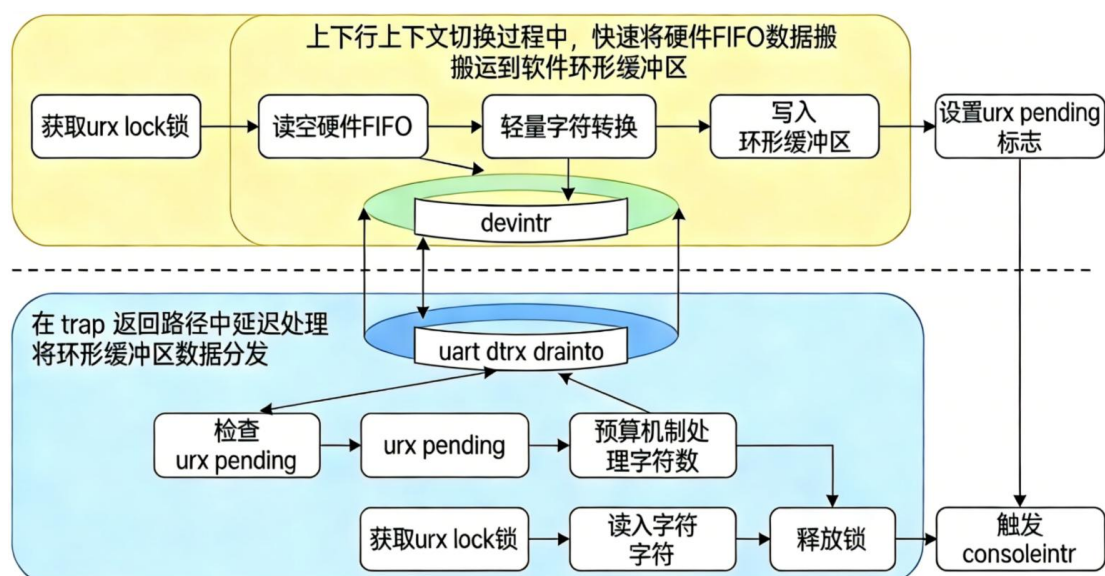 上下行上下文切换过程中，快速将硬件FIFO数据搬
搬运到软件环形缓冲区
获取urx lock锁
读空硬件FIFO
轻量字符转换
写入
环形缓冲区
设置urx pending
标志
devintr
在 trap 返回路径中延迟处理
将环形缓冲区数据分发
uart dtrx drainto
检查
urx pending
urx pending
预算机制处
理字符数
获取urx lock锁
读入字符
字符
释放锁
触发
consoleintr